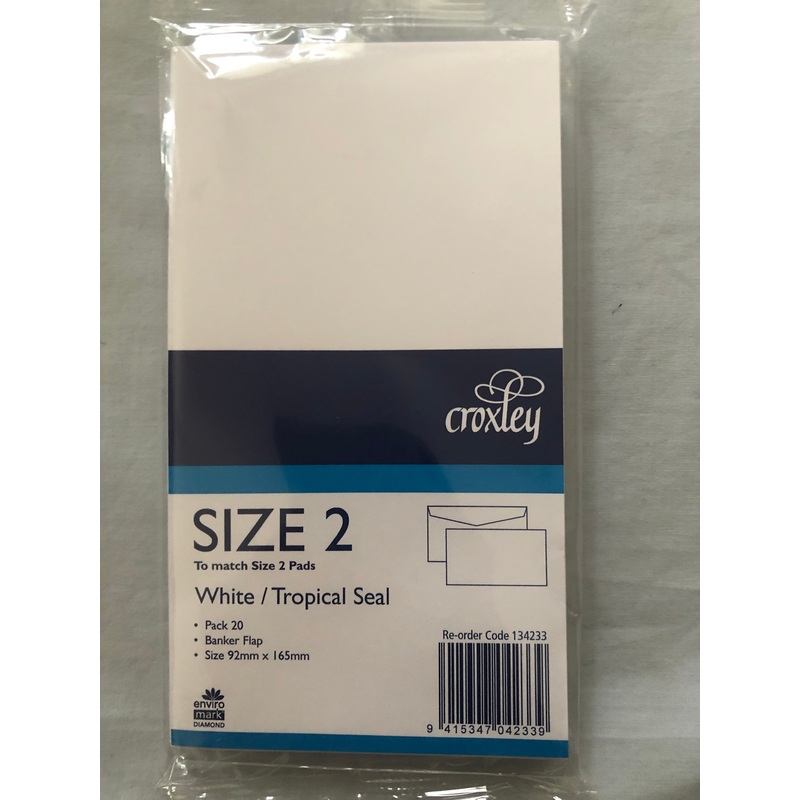 croxley
SIZE 2
To match Size 2 Pads
White / Tropical Seal
• Pack 20
• Banker Flap
• Size 92mm x 165mm
Re-order Code 134233
9 415347 042339
enviro
mark
DIAMOND